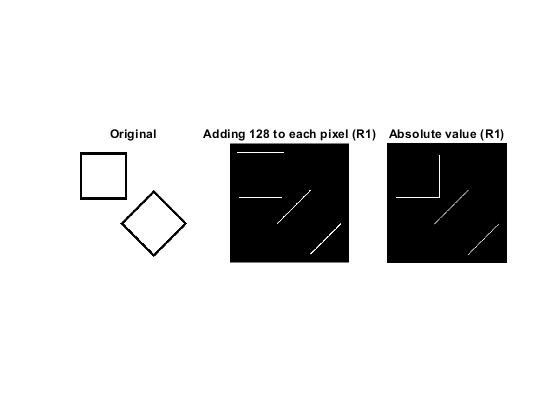 Original
Adding 128 to each pixel (R1)
Absolute value (R1)